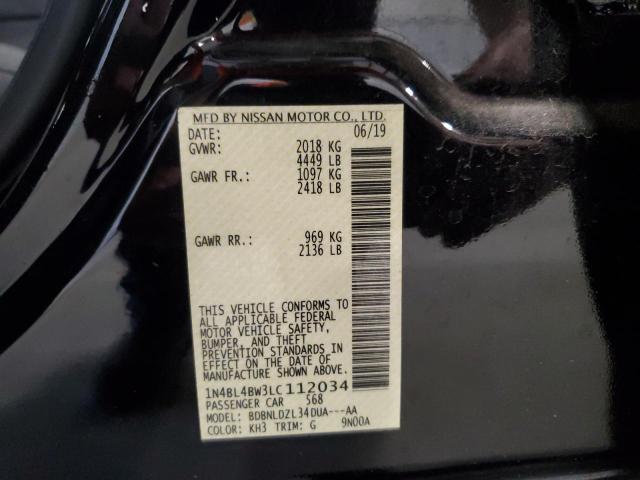 MFD BY NISSAN MOTOR CO., LTD.
DATE: 06/19
GVWR: 2018 KG
4449 LB
GAWR FR.: 1097 KG
2418 LB
GAWR RR.: 969 KG
2136 LB
THIS VEHICLE CONFORMS TO
ALL APPLICABLE FEDERAL
MOTOR VEHICLE SAFETY,
BUMPER, AND THEFT
PREVENTION STANDARDS IN
EFFECT ON THE DATE OF
MANUFACTURE SHOWN ABOVE.
1N4BL4BW3LC112034
PASSENGER CAR 568
MODEL: BDBNLDZL34DUA---AA
COLOR: KH3 TRIM: G 9N00A